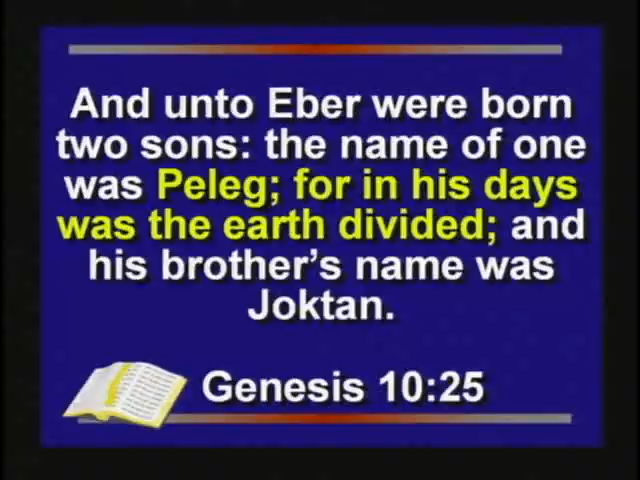 And unto Eber were born
two sons: the name of one
was Peleg; for in his days
was the earth divided; and
his brother's name was
Joktan.
Genesis 10:25